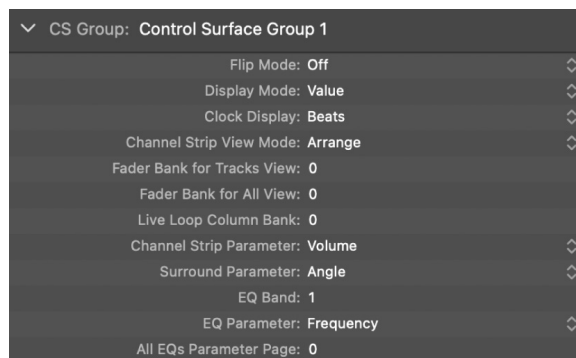 CS Group: Control Surface Group 1
Flip Mode: Off
Display Mode: Value
Clock Display: Beats
Channel Strip View Mode: Arrange
Fader Bank for Tracks View: 0
Fader Bank for All View: 0
Live Loop Column Bank: 0
Channel Strip Parameter: Volume
Surround Parameter: Angle
EQ Band: 1
EQ Parameter: Frequency
All EQs Parameter Page: 0